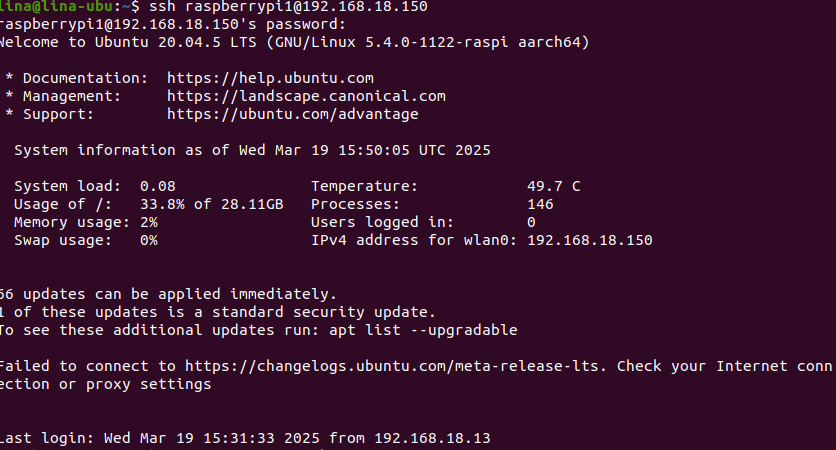 lina@lina-ubu:~$ ssh raspberrypi1@192.168.18.150
raspberrypi1@192.168.18.150's password:
Welcome to Ubuntu 20.04.5 LTS (GNU/Linux 5.4.0-1122-raspi aarch64)
* Documentation: https://help.ubuntu.com
* Management: https://landscape.canonical.com
* Support: https://ubuntu.com/advantage
System information as of Wed Mar 19 15:50:05 UTC 2025
System load: 0.08 Temperature: 49.7 C
Usage of /: 33.8% of 28.11GB Processes: 146
Memory usage: 2% Users logged in: 0
Swap usage: 0% IPv4 address for wlan0: 192.168.18.150
66 updates can be applied immediately.
1 of these updates is a standard security update.
To see these additional updates run: apt list --upgradable
Failed to connect to https://changelogs.ubuntu.com/meta-release-lts. Check your Internet conn
ection or proxy settings
Last login: Wed Mar 19 15:31:33 2025 from 192.168.18.13